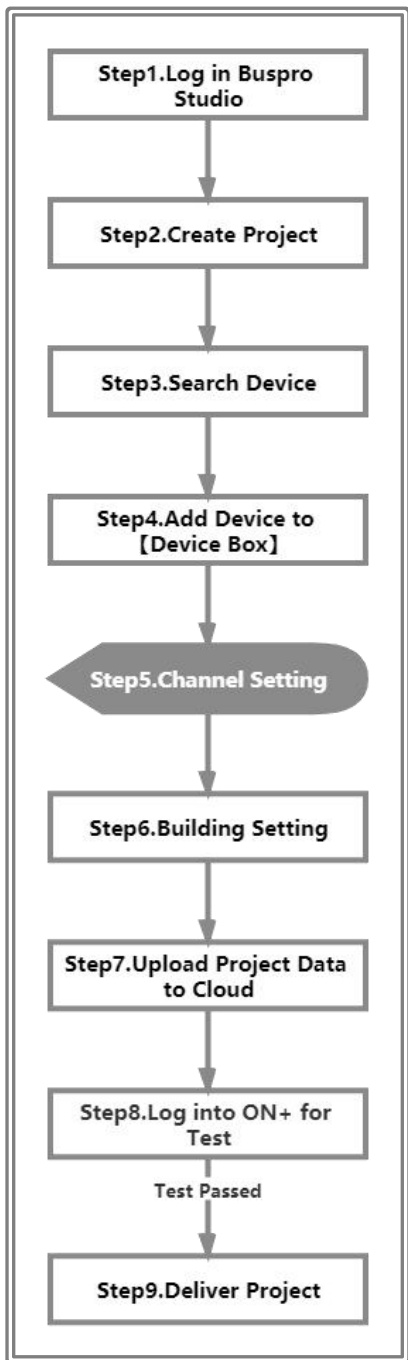 Step1.Log in Buspro
Studio
Step2.Create Project
Step3.Search Device
Step4.Add Device to
【Device Box】
Step5.Channel Setting
Step6.Building Setting
Step7.Upload Project Data
to Cloud
Step8.Log into ON+ for
Test
Test Passed
Step9.Deliver Project